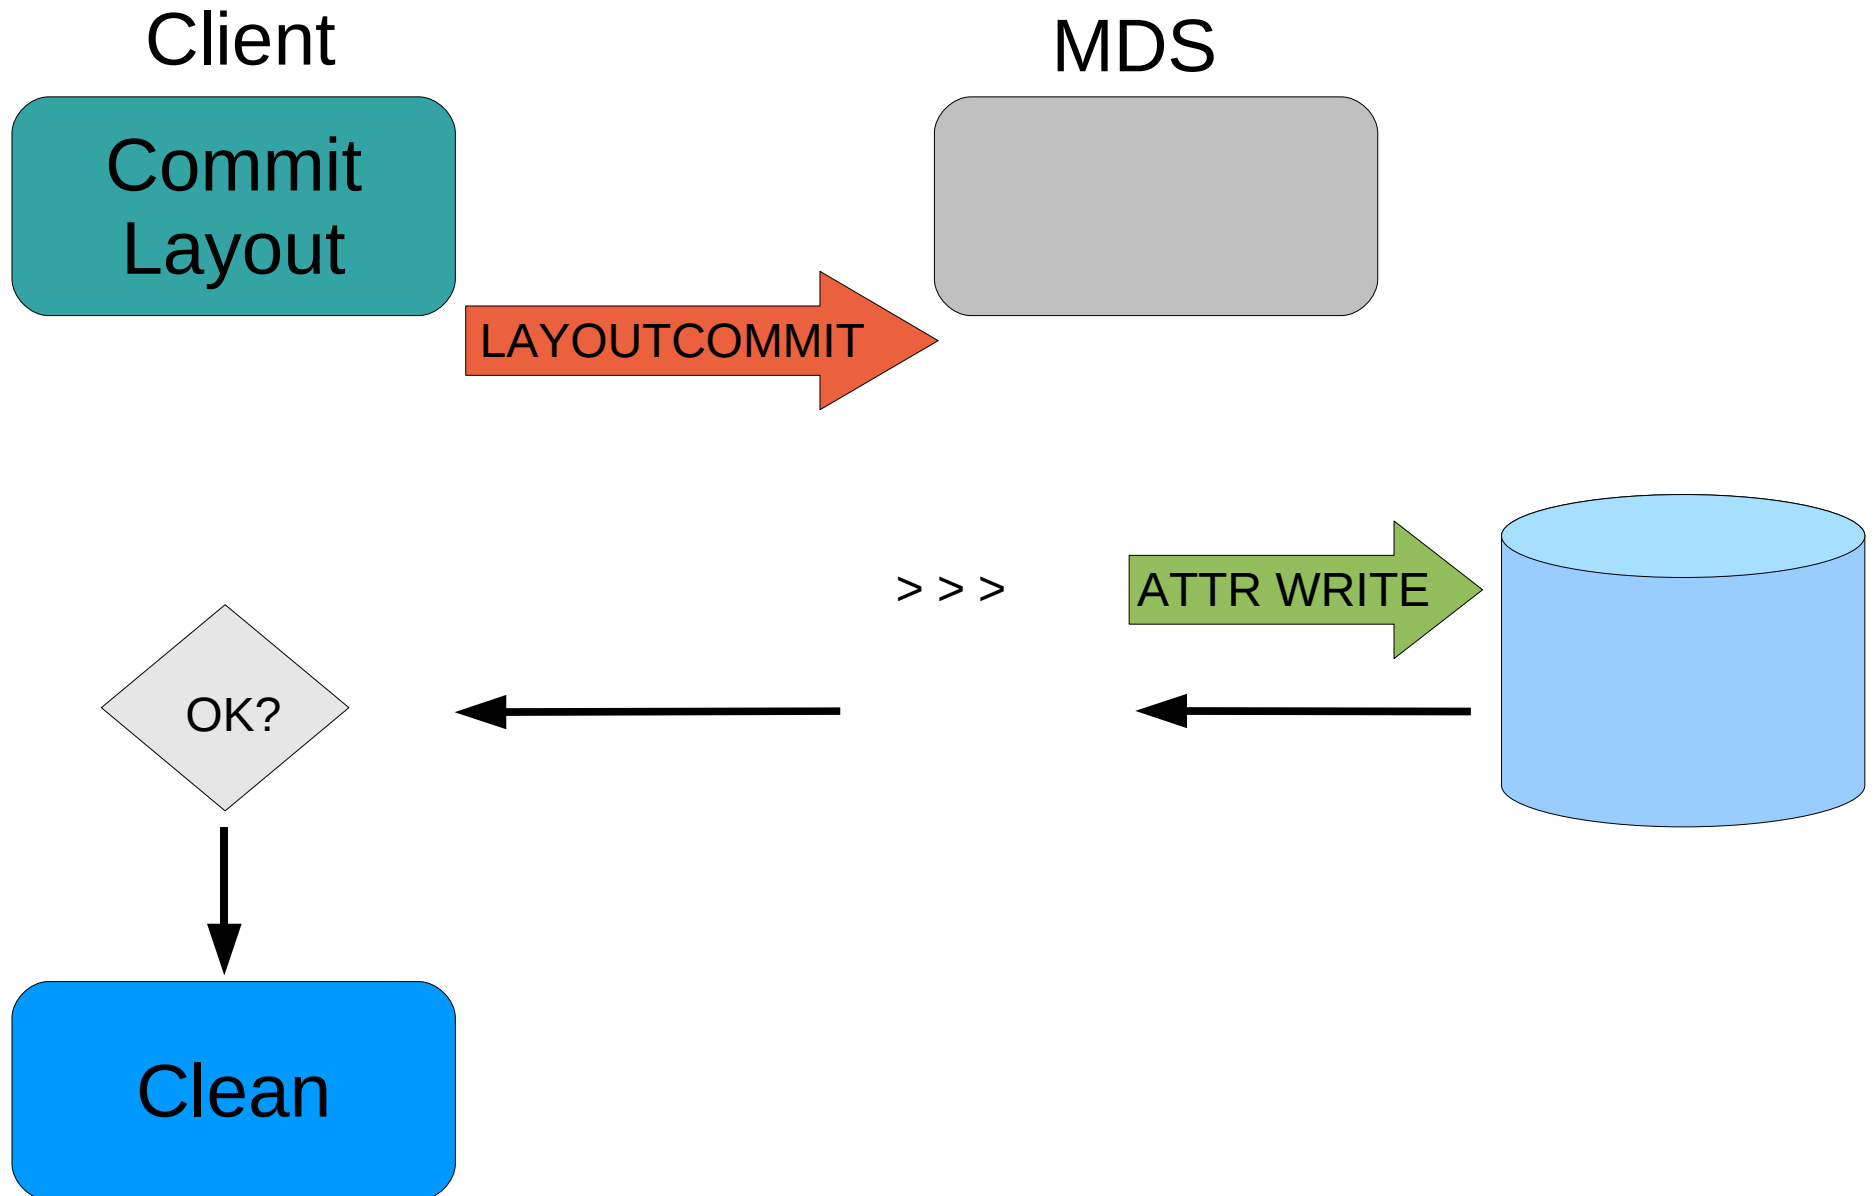 Client
MDS
Commit
Layout
LAYOUTCOMMIT
> > >
ATTR WRITE
OK?
Clean